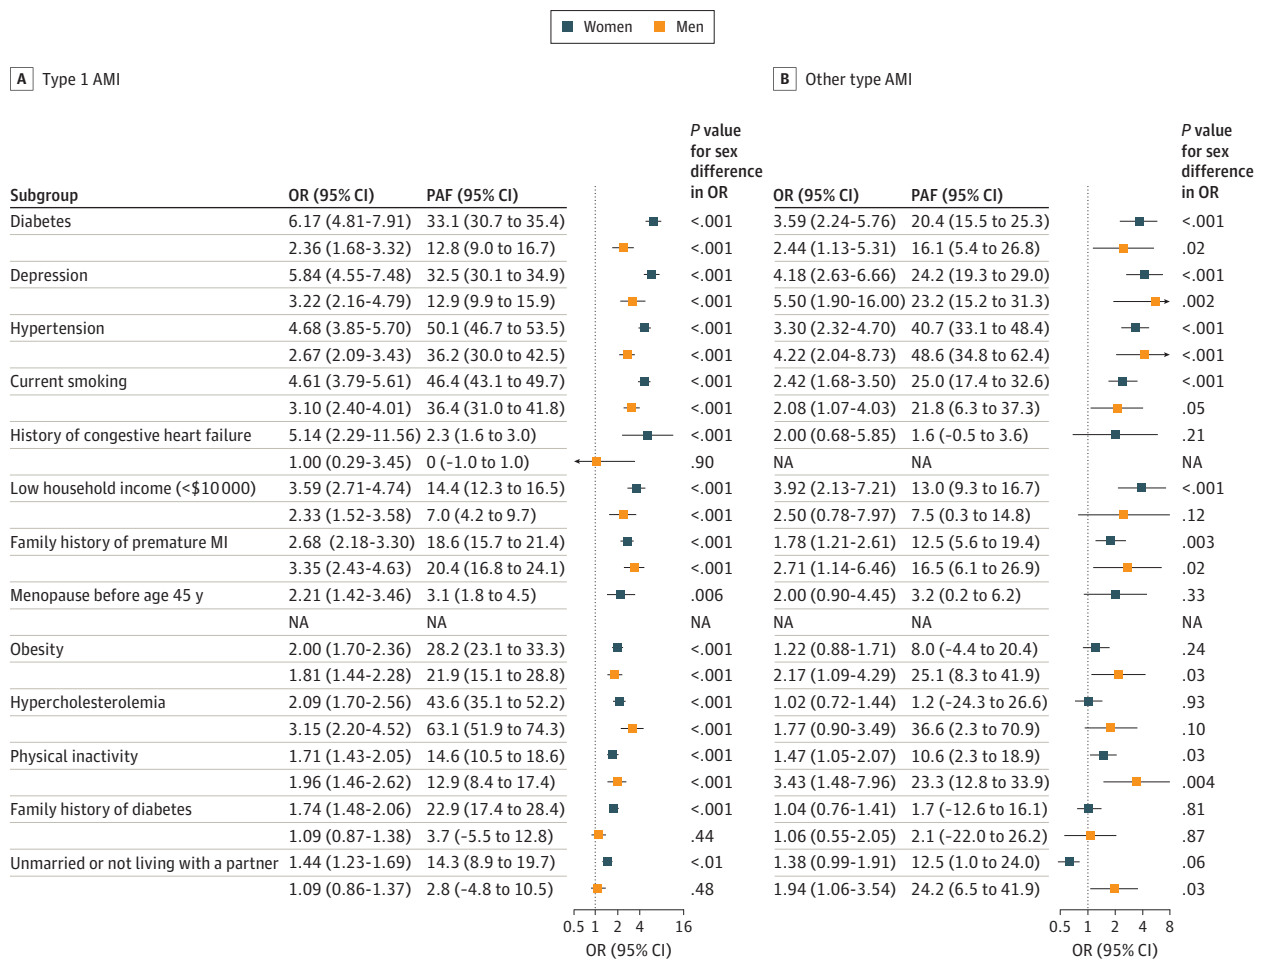 Women Men
A Type 1 AMI
B Other type AMI
P value for sex difference in OR
P value for sex difference in OR
Subgroup OR (95% CI) PAF (95% CI) OR (95% CI) PAF (95% CI)
Diabetes 6.17 (4.81-7.91) 33.1 (30.7 to 35.4) <.001 3.59 (2.24-5.76) 20.4 (15.5 to 25.3) <.001
2.36 (1.68-3.32) 12.8 (9.0 to 16.7) <.001 2.44 (1.13-5.31) 16.1 (5.4 to 26.8) .02
Depression 5.84 (4.55-7.48) 32.5 (30.1 to 34.9) <.001 4.18 (2.63-6.66) 24.2 (19.3 to 29.0) <.001
3.22 (2.16-4.79) 12.9 (9.9 to 15.9) <.001 5.50 (1.90-16.00) 23.2 (15.2 to 31.3) .002
Hypertension 4.68 (3.85-5.70) 50.1 (46.7 to 53.5) <.001 3.30 (2.32-4.70) 40.7 (33.1 to 48.4) <.001
2.67 (2.09-3.43) 36.2 (30.0 to 42.5) <.001 4.22 (2.04-8.73) 48.6 (34.8 to 62.4) <.001
Current smoking 4.61 (3.79-5.61) 46.4 (43.1 to 49.7) <.001 2.42 (1.68-3.50) 25.0 (17.4 to 32.6) <.001
3.10 (2.40-4.01) 36.4 (31.0 to 41.8) <.001 2.08 (1.07-4.03) 21.8 (6.3 to 37.3) .05
History of congestive heart failure 5.14 (2.29-11.56) 2.3 (1.6 to 3.0) <.001 2.00 (0.68-5.85) 1.6 (-0.5 to 3.6) .21
1.00 (0.29-3.45) 0 (-1.0 to 1.0) .90 NA NA NA
Low household income (<$10 000) 3.59 (2.71-4.74) 14.4 (12.3 to 16.5) <.001 3.92 (2.13-7.21) 13.0 (9.3 to 16.7) <.001
2.33 (1.52-3.58) 7.0 (4.2 to 9.7) <.001 2.50 (0.78-7.97) 7.5 (0.3 to 14.8) .12
Family history of premature MI 2.68 (2.18-3.30) 18.6 (15.7 to 21.4) <.001 1.78 (1.21-2.61) 12.5 (5.6 to 19.4) .003
3.35 (2.43-4.63) 20.4 (16.8 to 24.1) <.001 2.71 (1.14-6.46) 16.5 (6.1 to 26.9) .02
Menopause before age 45 y 2.21 (1.42-3.46) 3.1 (1.8 to 4.5) .006 2.00 (0.90-4.45) 3.2 (0.2 to 6.2) .33
NA NA NA NA NA NA
Obesity 2.00 (1.70-2.36) 28.2 (23.1 to 33.3) <.001 1.22 (0.88-1.71) 8.0 (-4.4 to 20.4) .24
1.81 (1.44-2.28) 21.9 (15.1 to 28.8) <.001 2.17 (1.09-4.29) 25.1 (8.3 to 41.9) .03
Hypercholesterolemia 2.09 (1.70-2.56) 43.6 (35.1 to 52.2) <.001 1.02 (0.72-1.44) 1.2 (-24.3 to 26.6) .93
3.15 (2.20-4.52) 63.1 (51.9 to 74.3) <.001 1.77 (0.90-3.49) 36.6 (2.3 to 70.9) .10
Physical inactivity 1.71 (1.43-2.05) 14.6 (10.5 to 18.6) <.001 1.47 (1.05-2.07) 10.6 (2.3 to 18.9) .03
1.96 (1.46-2.62) 12.9 (8.4 to 17.4) <.001 3.43 (1.48-7.96) 23.3 (12.8 to 33.9) .004
Family history of diabetes 1.74 (1.48-2.06) 22.9 (17.4 to 28.4) <.001 1.04 (0.76-1.41) 1.7 (-12.6 to 16.1) .81
1.09 (0.87-1.38) 3.7 (-5.5 to 12.8) .44 1.06 (0.55-2.05) 2.1 (-22.0 to 26.2) .87
Unmarried or not living with a partner 1.44 (1.23-1.69) 14.3 (8.9 to 19.7) <.01 1.38 (0.99-1.91) 12.5 (1.0 to 24.0) .06
1.09 (0.86-1.37) 2.8 (-4.8 to 10.5) .48 1.94 (1.06-3.54) 24.2 (6.5 to 41.9) .03
0.5 1 2 4 16 0.5 1 2 4 8
OR (95% CI) OR (95% CI)